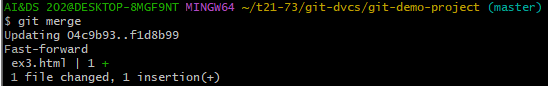 AI&DS 2O2@DESKTOP-8MGF9NT MINGW64 ~/t21-73/git-dvcs/git-demo-project (master)
$ git merge
Updating 04c9b93..f1d8b99
Fast-forward
 ex3.html | 1 +
 1 file changed, 1 insertion(+)